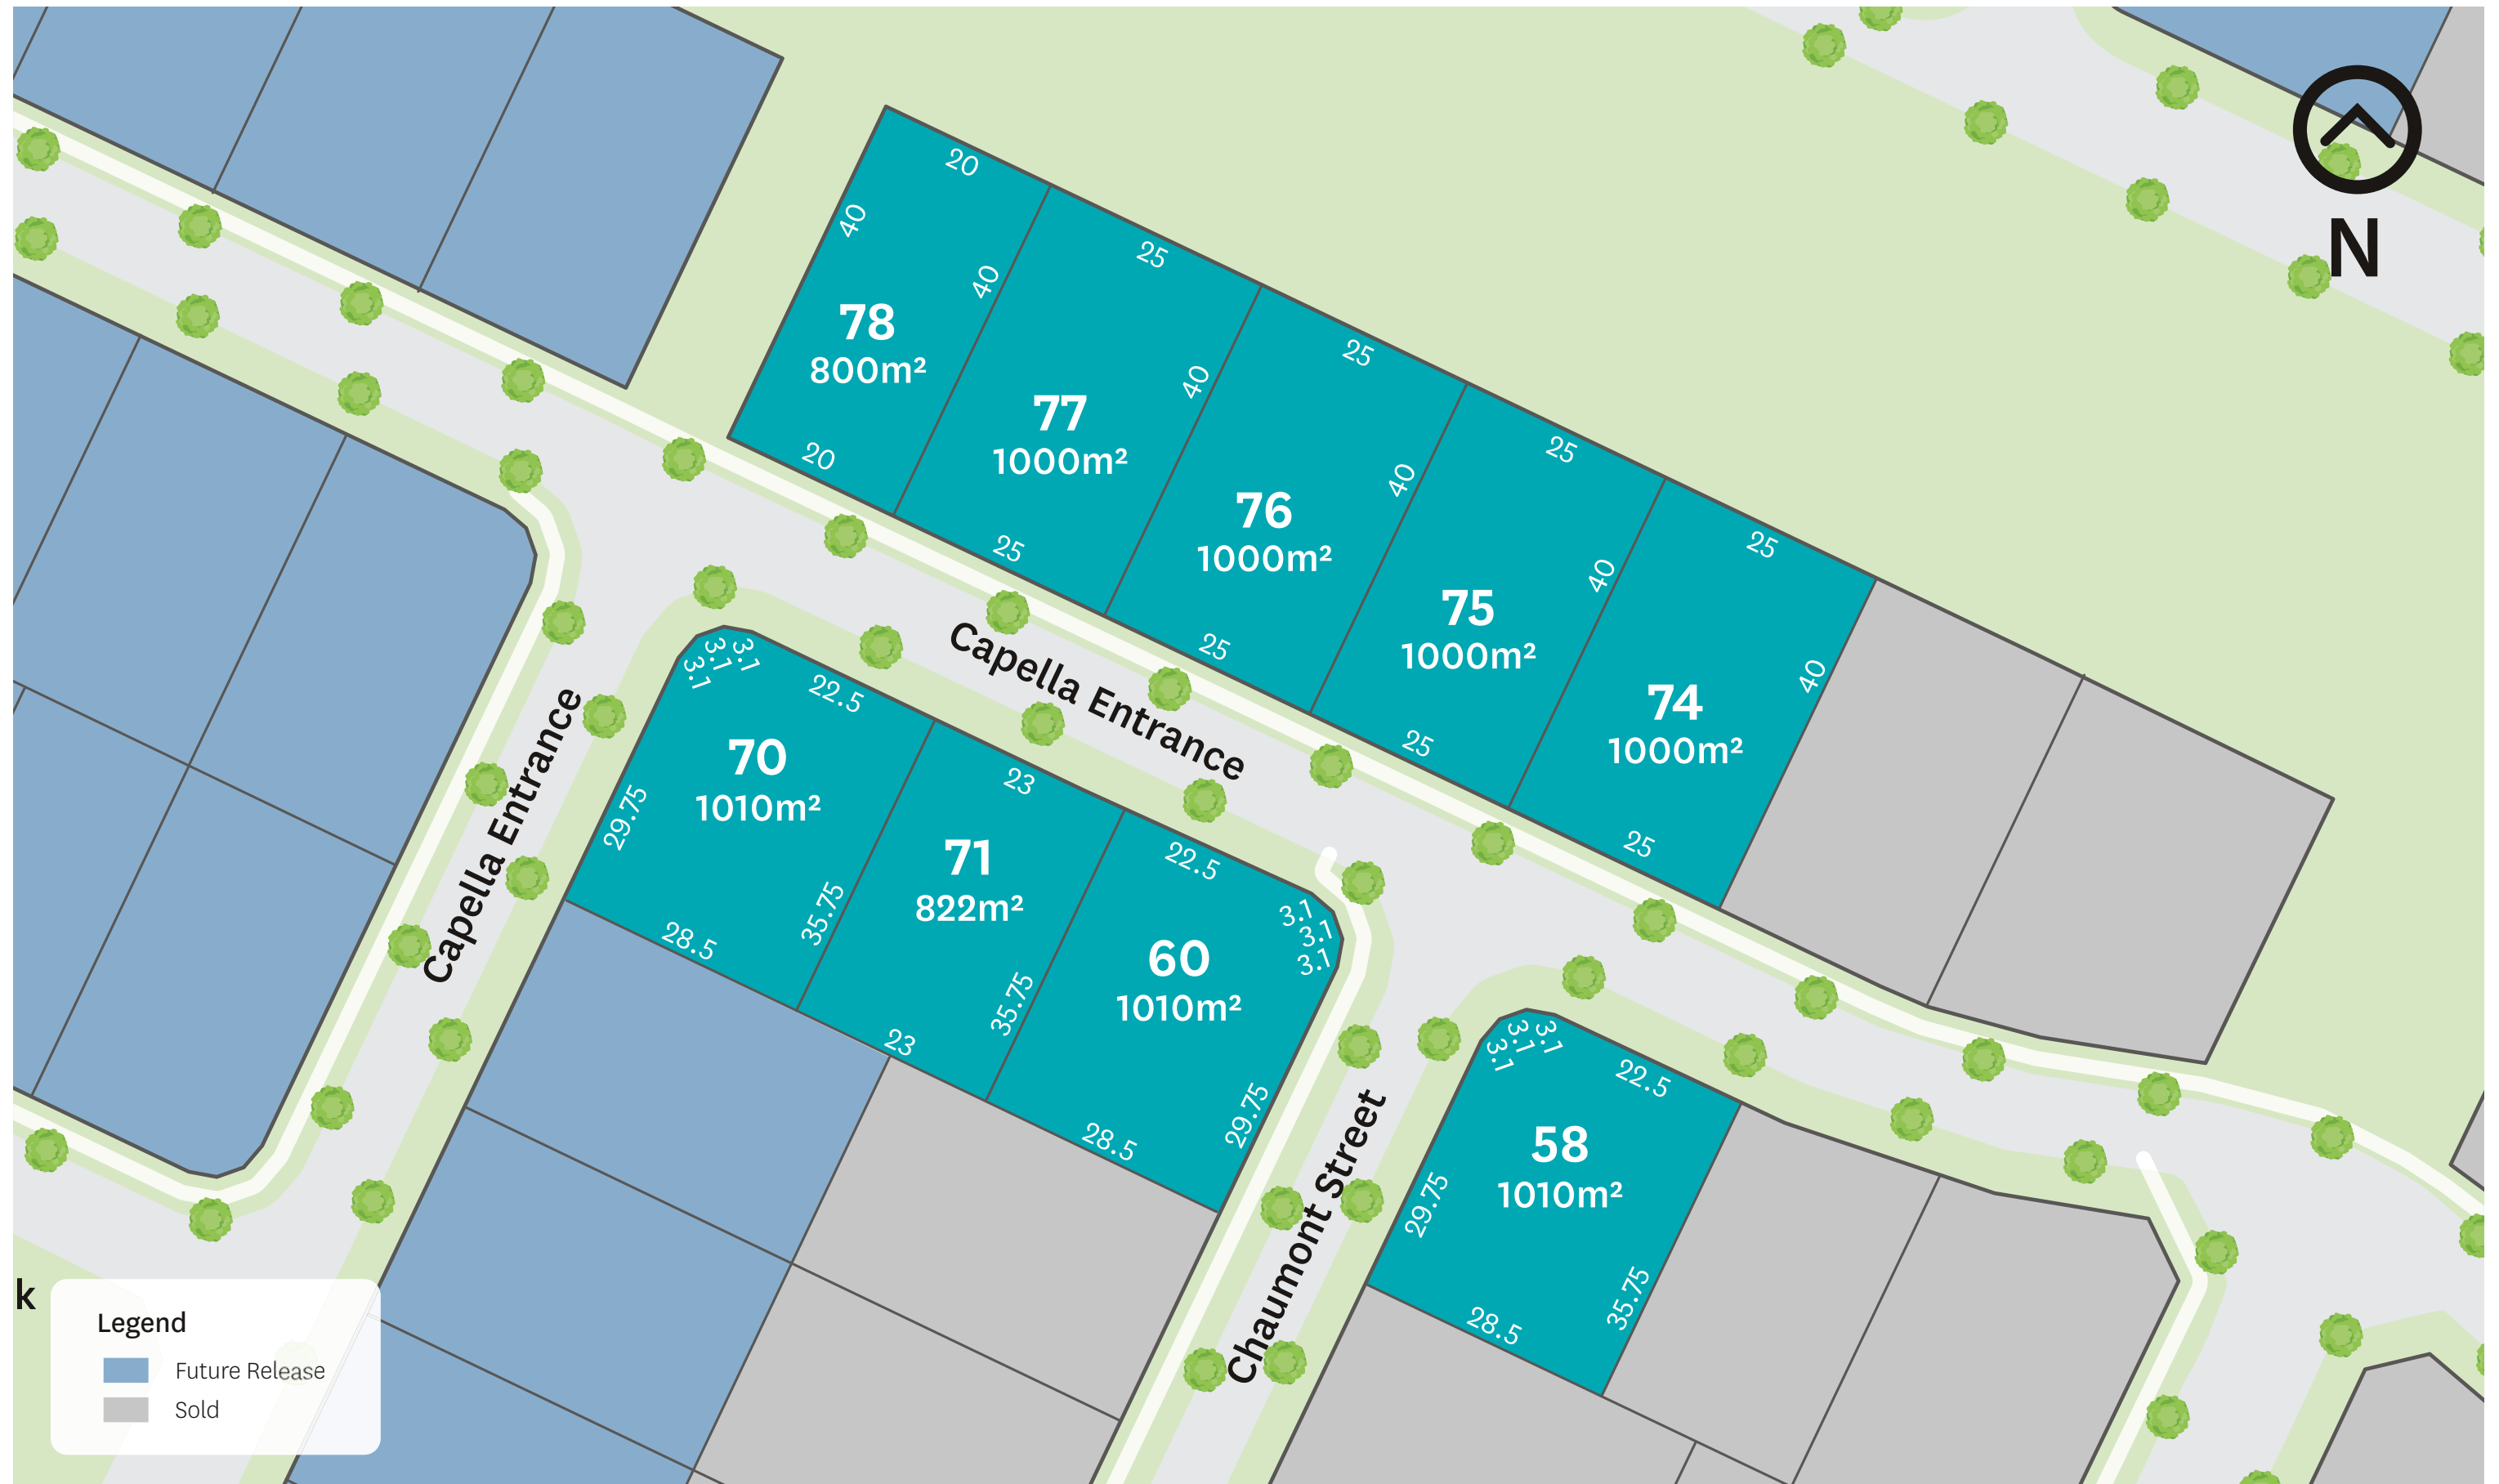 N
20
40
40
78
800m²
20
25
40
77
1000m²
25
25
40
76
1000m²
25
25
40
75
1000m²
25
25
40
74
1000m²
25
Capella Entrance
Capella Entrance
3.1
3.1
3.1
22.5
70
1010m²
29.75
28.5
35.75
23
71
822m²
35.75
23
22.5
3.1
3.1
3.1
60
1010m²
29.75
28.5
Chaumont Street
3.1
3.1
3.1
22.5
58
1010m²
29.75
35.75
28.5
k
Legend
Future Release
Sold